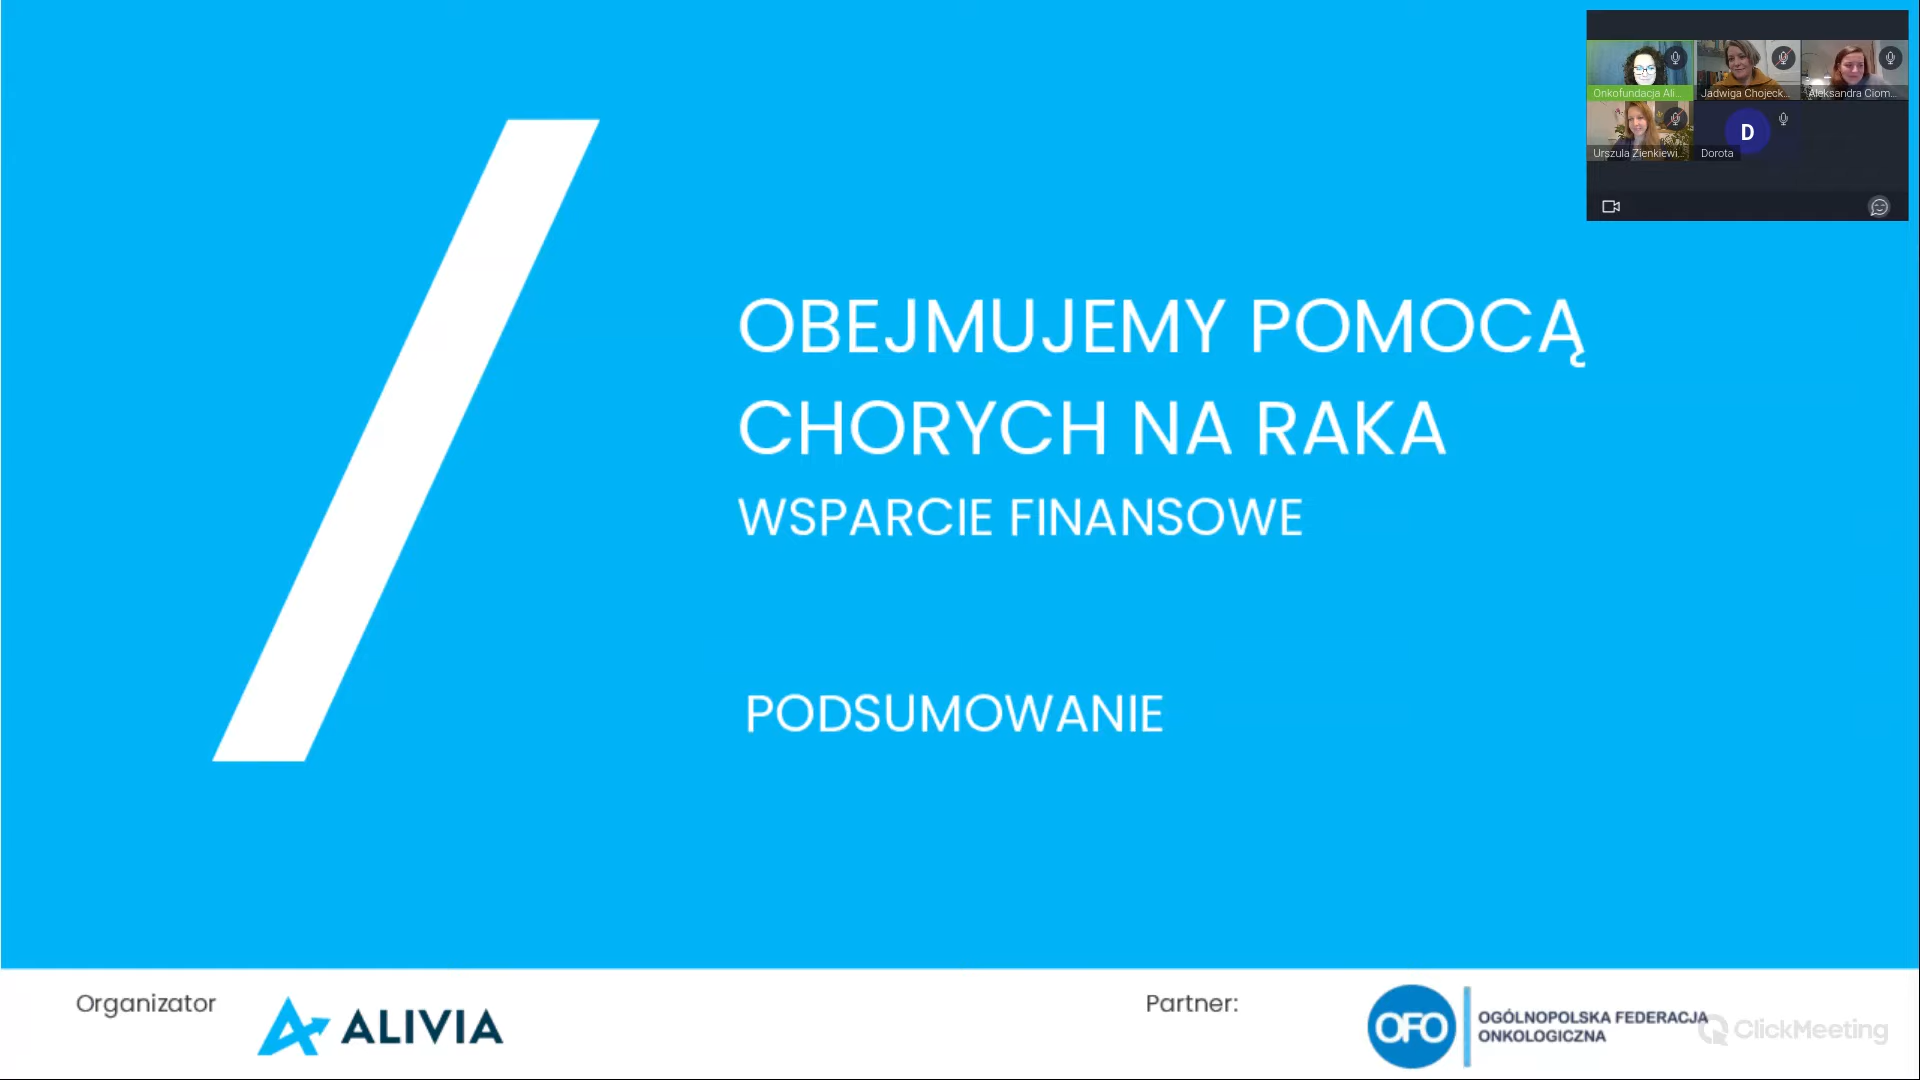 Onkofundacja Ali...
Jadwiga Chojeck...
Aleksandra Ciom...
Urszula Zienkiewi...
D
Dorota
OBEJMUJEMY POMOCĄ
CHORYCH NA RAKA
WSPARCIE FINANSOWE
PODSUMOWANIE
Organizator
ALIVIA
Partner:
OFO
OGÓLNOPOLSKA FEDERACJA
ONKOLOGICZNA
ClickMeeting